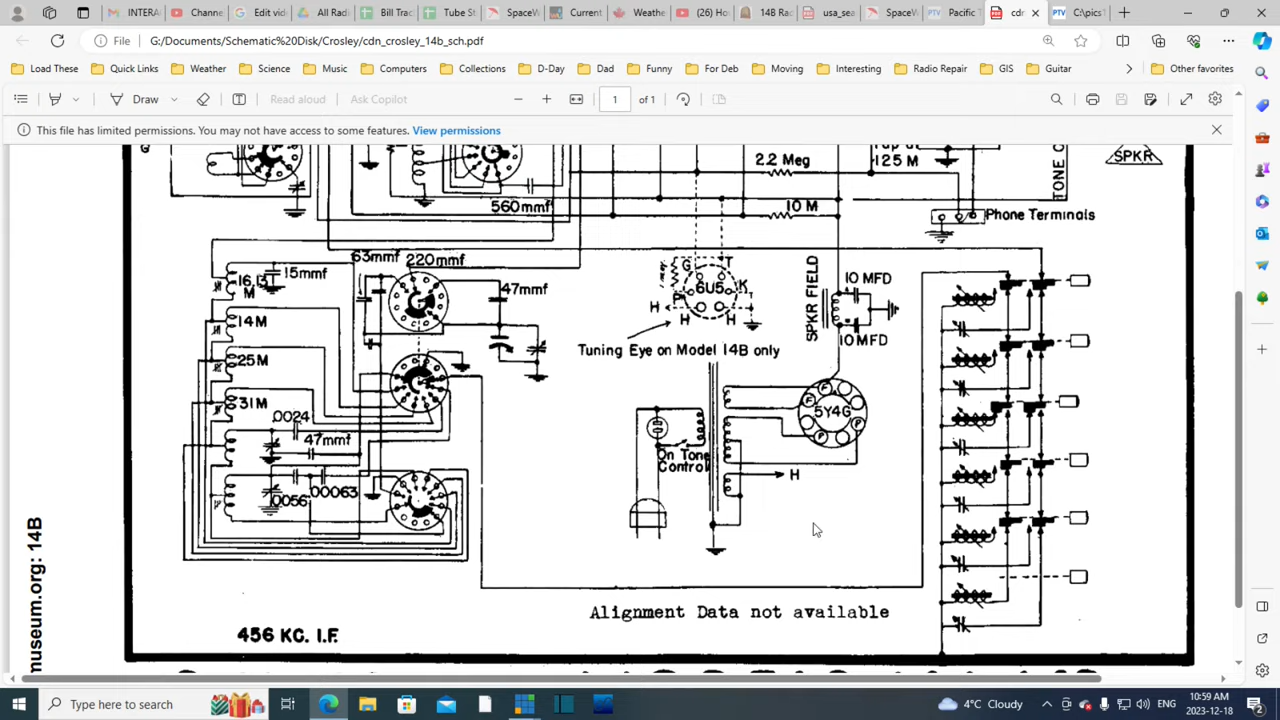 INTERA
Channe
Edit vid
All Radi
Bill Trac
Tube St
SpaceW
Current
Weathe
(26) Ho
14B Rad
usa_sea
SpaceW
Pacific T
cdn
C:\pics\
File
G:/Documents/Schematic%20Disk/Crosley/cdn_crosley_14b_sch.pdf
Load These
Quick Links
Weather
Science
Music
Computers
Collections
D-Day
Dad
Funny
For Deb
Moving
Interesting
Radio Repair
GIS
Guitar
Other favorites
Draw
Read aloud
Ask Copilot
1
of 1
This file has limited permissions. You may not have access to some features. View permissions
G
2.2 Meg
125 M
TONE C
SPKR
560mmf
10 M
Phone Terminals
63mmf
220mmf
15mmf
16.13
M
47mmf
14M
25M
31M
.0024
47mmf
.0056
.00063
G
T
6U5
P
K
H
H
H
Tuning Eye on Model 14B only
SPKR FIELD
10 MFD
10MFD
F
F
5Y4G
P
P
On Tone
Control
H
Alignment Data not available
456 KC. I.F.
museum.org: 14B
Type here to search
4°C Cloudy
ENG
10:59 AM
2023-12-18
2